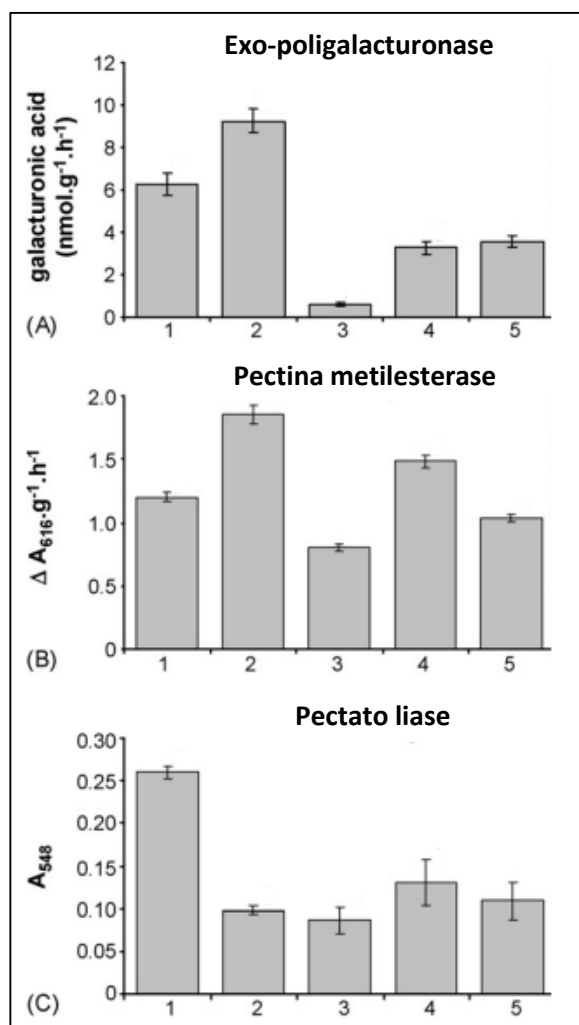 Exo-poligalacturonase
galacturonic acid
(nmol.g⁻¹.h⁻¹)
12
10
8
6
4
2
0
(A)
1 2 3 4 5
Pectina metilesterase
Δ A₆₁₆.g⁻¹.h⁻¹
2.0
1.5
1.0
0.5
0
(B)
1 2 3 4 5
Pectato liase
A₅₄₈
0.30
0.25
0.20
0.15
0.10
0.05
0
(C)
1 2 3 4 5